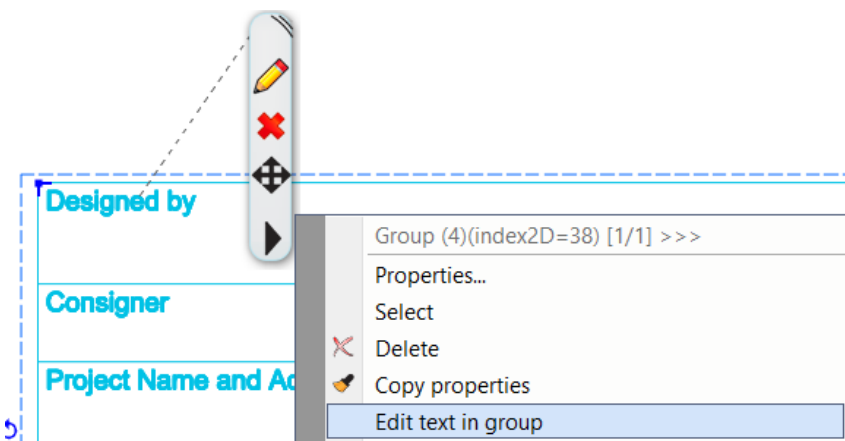 Designed by
Consigner
Project Name and Ac
Group (4)(index2D=38) [1/1] >>>
Properties...
Select
Delete
Copy properties
Edit text in group